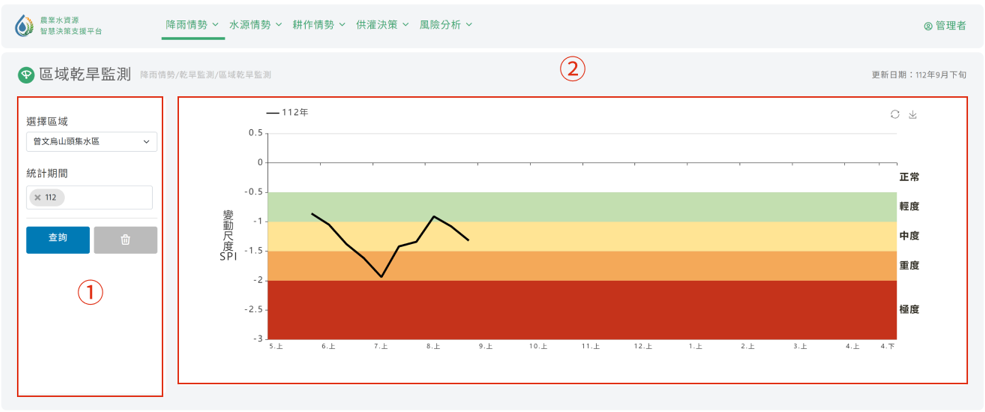 農業水資源
智慧決策支援平台
降雨情勢 水源情勢 耕作情勢 供灌決策 風險分析
管理者
區域乾旱監測 降雨情勢/乾旱監測/區域乾旱監測
②
更新日期：112年9月下旬
選擇區域
曾文烏山頭集水區
統計期間
× 112
查詢
①
112年
變動尺度SPI
0.5
0
-0.5
-1
-1.5
-2
-2.5
-3
正常
輕度
中度
重度
極度
5.上 6.上 7.上 8.上 9.上 10.上 11.上 12.上 1.上 2.上 3.上 4.上 4.下